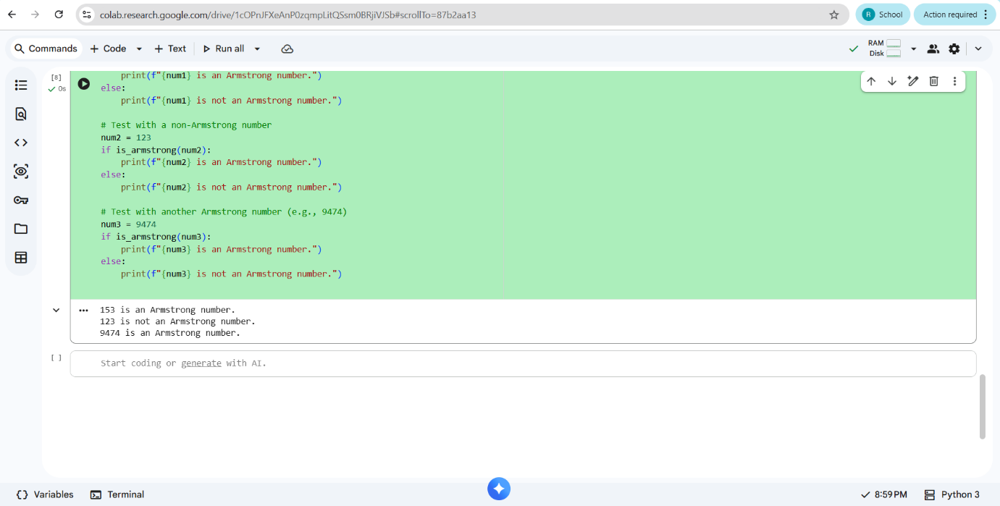 colab.research.google.com/drive/1cOPnJFXeAnP0zqmpLitQSsm0BRjiVJSb#scrollTo=87b2aa13
R School
Action required
Commands + Code + Text Run all
RAM
Disk
[8]
0s
print(f"{num1} is an Armstrong number.")
else:
print(f"{num1} is not an Armstrong number.")
# Test with a non-Armstrong number
num2 = 123
if is_armstrong(num2):
print(f"{num2} is an Armstrong number.")
else:
print(f"{num2} is not an Armstrong number.")
# Test with another Armstrong number (e.g., 9474)
num3 = 9474
if is_armstrong(num3):
print(f"{num3} is an Armstrong number.")
else:
print(f"{num3} is not an Armstrong number.")
153 is an Armstrong number.
123 is not an Armstrong number.
9474 is an Armstrong number.
[ ]
Start coding or generate with AI.
{} Variables
Terminal
8:59 PM
Python 3